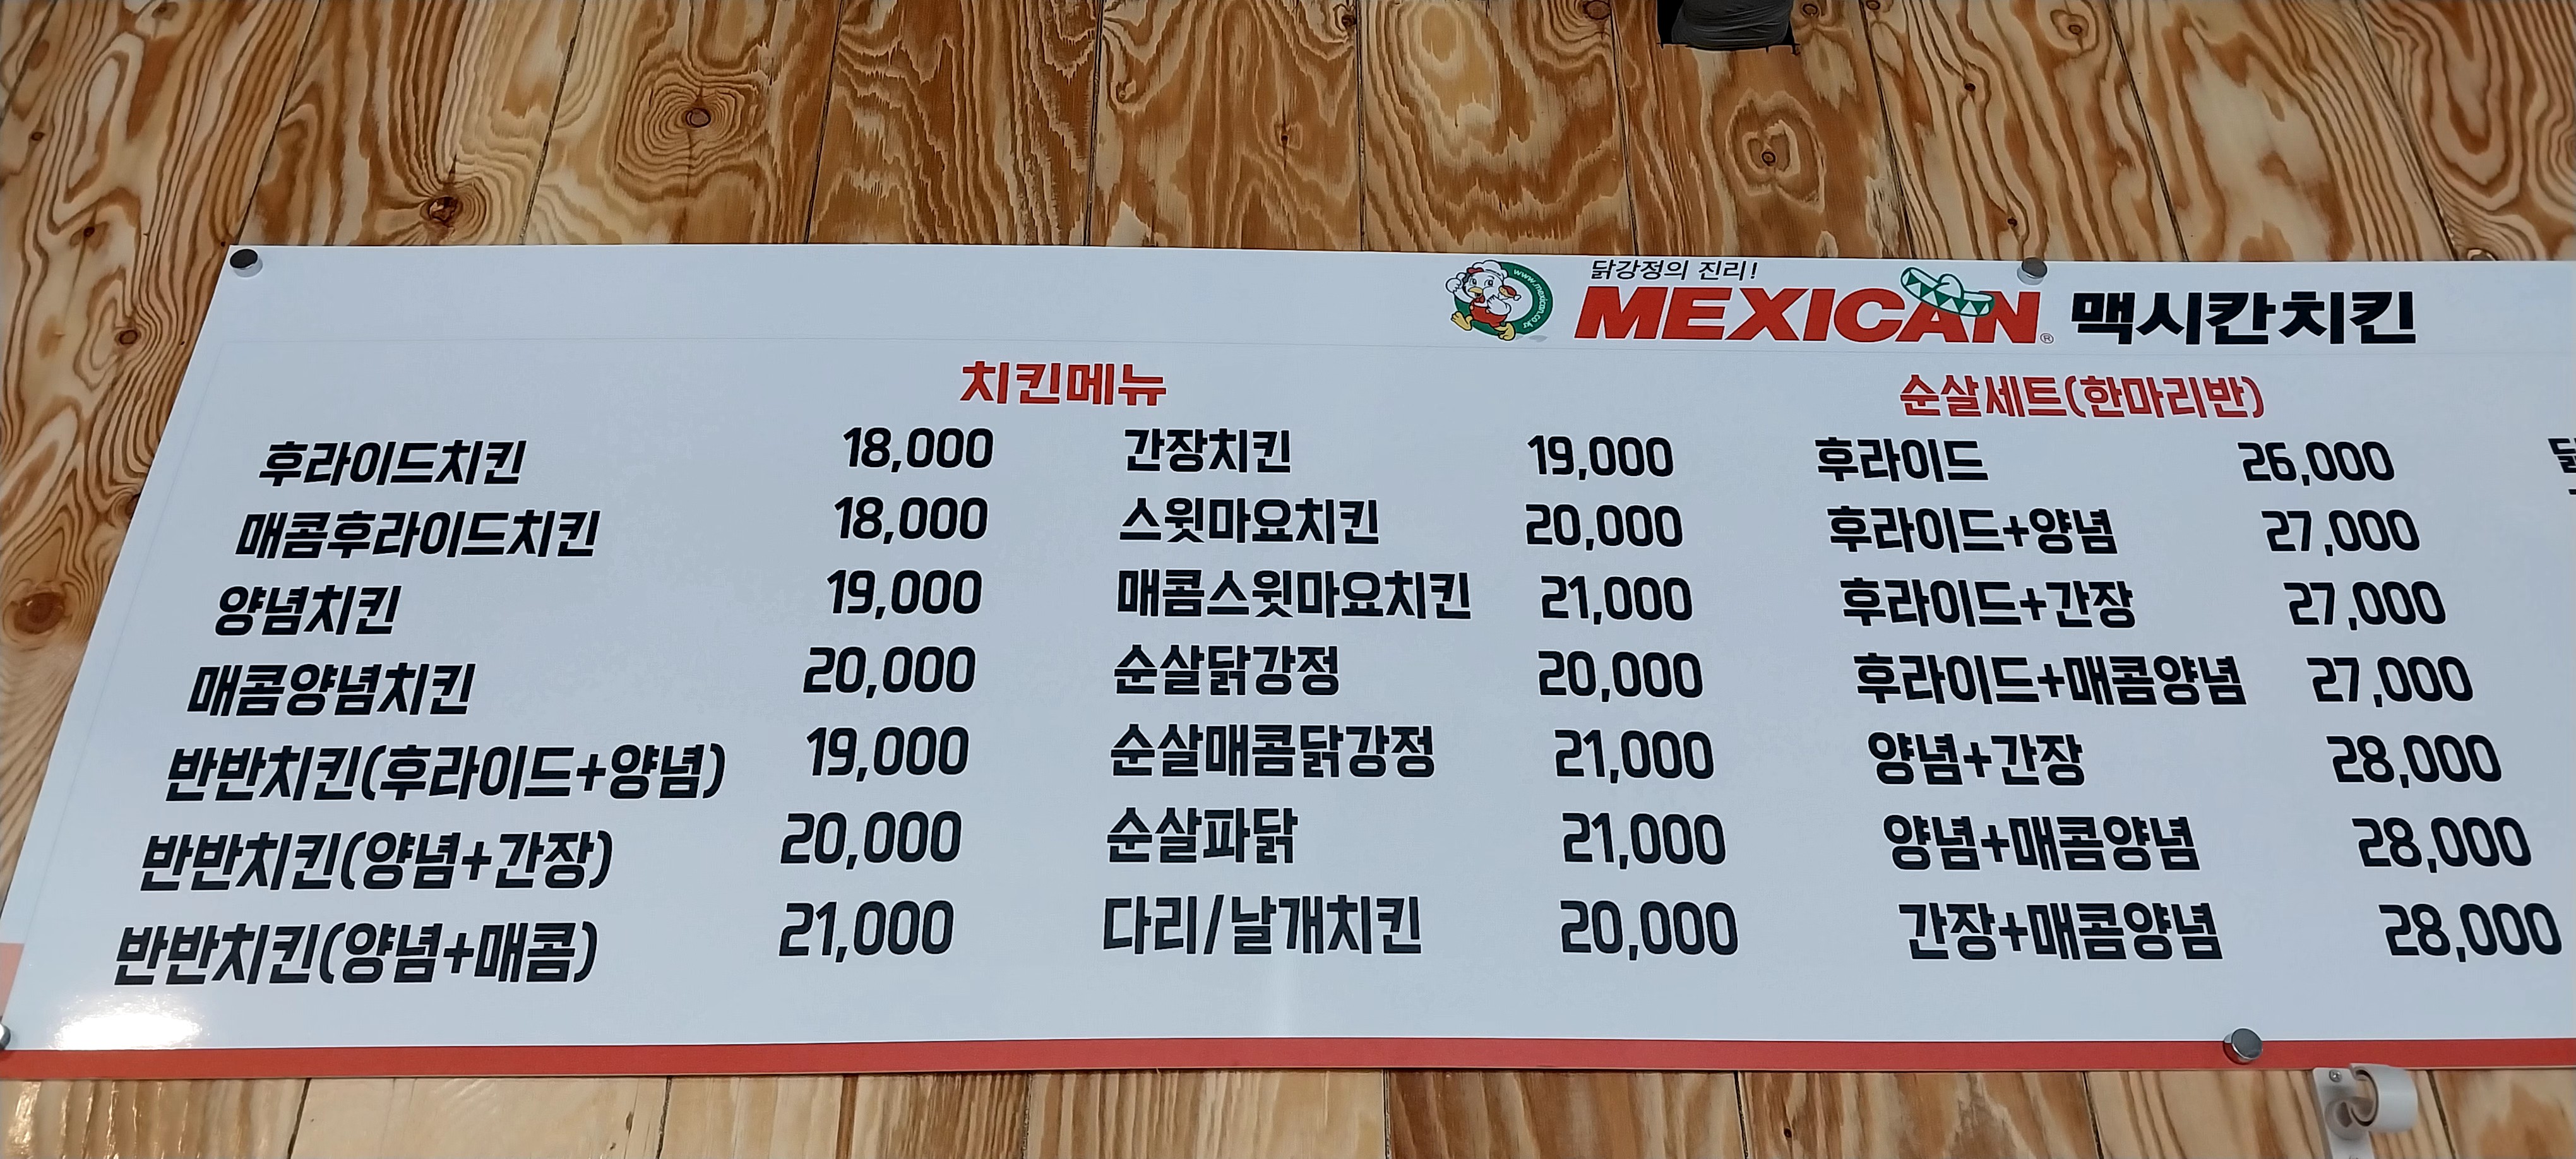 닭강정의 진리!
www.mexican.co.kr
MEXICAN® 맥시칸치킨
치킨메뉴
후라이드치킨 18,000
매콤후라이드치킨 18,000
양념치킨 19,000
매콤양념치킨 20,000
반반치킨(후라이드+양념) 19,000
반반치킨(양념+간장) 20,000
반반치킨(양념+매콤) 21,000
간장치킨 19,000
스윗마요치킨 20,000
매콤스윗마요치킨 21,000
순살닭강정 20,000
순살매콤닭강정 21,000
순살파닭 21,000
다리/날개치킨 20,000
순살세트(한마리반)
후라이드 26,000
후라이드+양념 27,000
후라이드+간장 27,000
후라이드+매콤양념 27,000
양념+간장 28,000
양념+매콤양념 28,000
간장+매콤양념 28,000